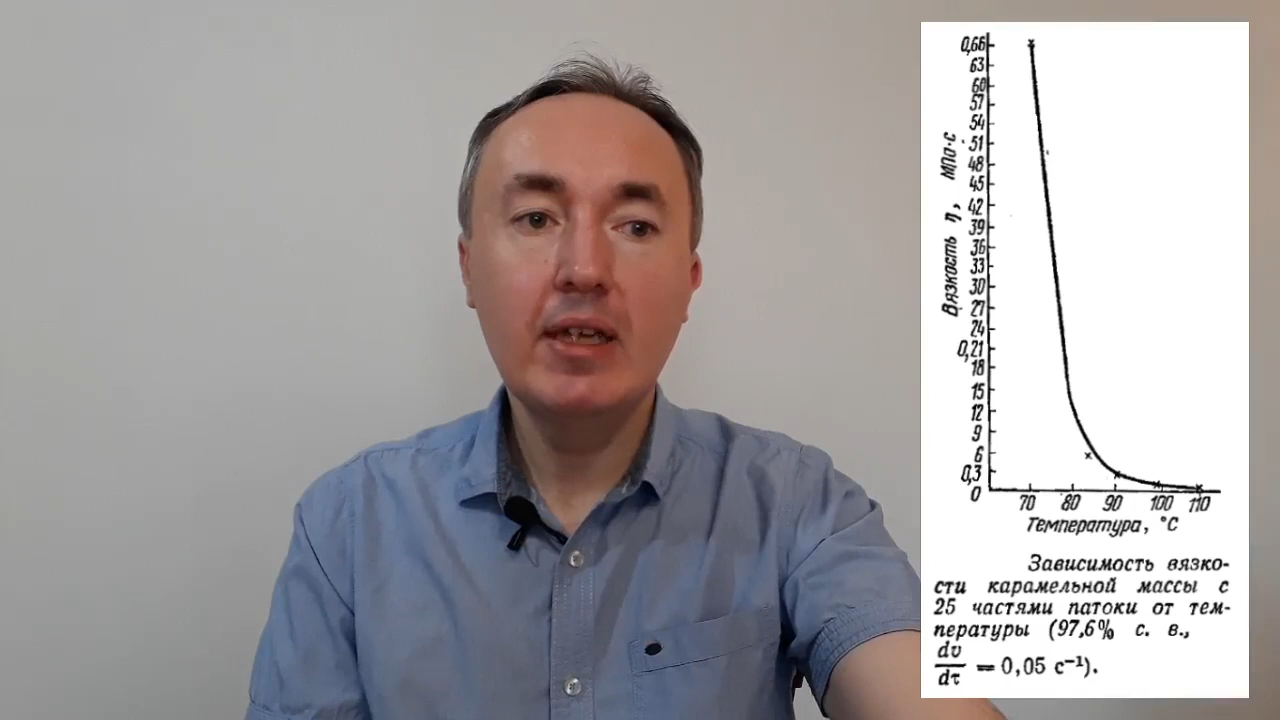 0,66
63
60
57
54
51
48
45
42
39
36
33
30
27
24
0,21
18
15
12
9
6
0,3
0
Вязкость η, МПа·с
70 80 90 100 110
Температура, °С
Зависимость вязко-
сти карамельной массы с
25 частями патоки от тем-
пературы (97,6% с. в.,
dv
dτ
= 0,05 с⁻¹).